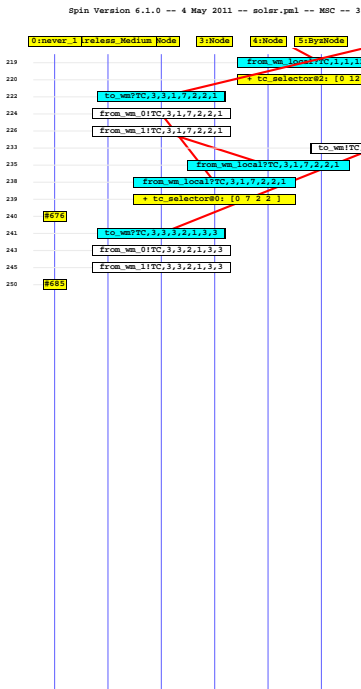 Spin Version 6.1.0 -- 4 May 2011 -- solsr.pml -- MSC -- 3
0:never_1 ireless_Medium Node 3:Node 4:Node 5:ByzNode
219 from_wm_local?TC,1,1,1
220 + tc_selector@2: [0 12
222 to_wm?TC,3,3,1,7,2,2,1
224 from_wm_0!TC,3,1,7,2,2,1
226 from_wm_1!TC,3,1,7,2,2,1
233 to_wm!TC
235 from_wm_local?TC,3,1,7,2,2,1
238 from_wm_local?TC,3,1,7,2,2,1
239 + tc_selector@0: [0 7 2 2 ]
240 #676
241 to_wm?TC,3,3,3,2,1,3,3
243 from_wm_0!TC,3,3,2,1,3,3
245 from_wm_1!TC,3,3,2,1,3,3
250 #685